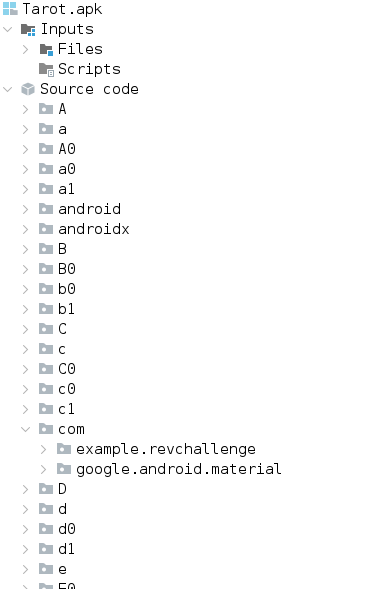 Tarot.apk
Inputs
Files
Scripts
Source code
A
a
A0
a0
a1
android
androidx
B
B0
b0
b1
C
c
C0
c0
c1
com
example.revchallenge
google.android.material
D
d
d0
d1
e
E0